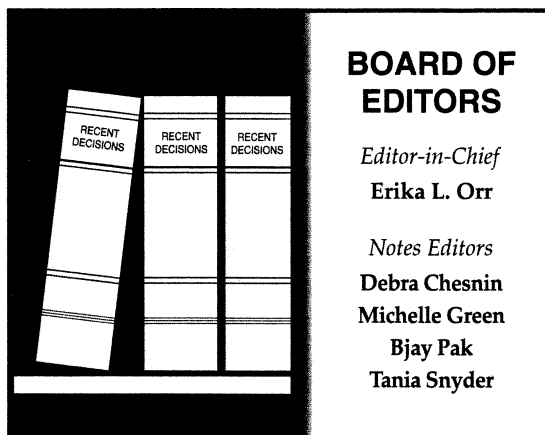 RECENT
DECISIONS
RECENT
DECISIONS
RECENT
DECISIONS
BOARD OF
EDITORS
Editor-in-Chief
Erika L. Orr
Notes Editors
Debra Chesnin
Michelle Green
Bjay Pak
Tania Snyder